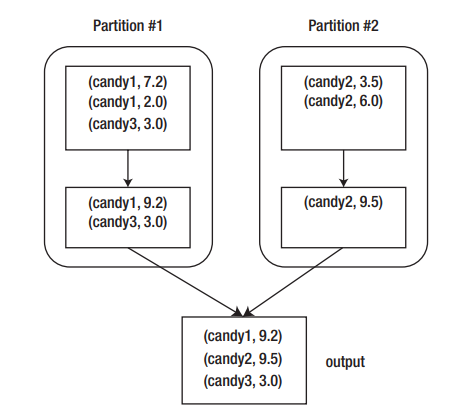 Partition #1
Partition #2
(candy1, 7.2)
(candy1, 2.0)
(candy3, 3.0)
(candy2, 3.5)
(candy2, 6.0)
(candy1, 9.2)
(candy3, 3.0)
(candy2, 9.5)
(candy1, 9.2)
(candy2, 9.5)
(candy3, 3.0)
output